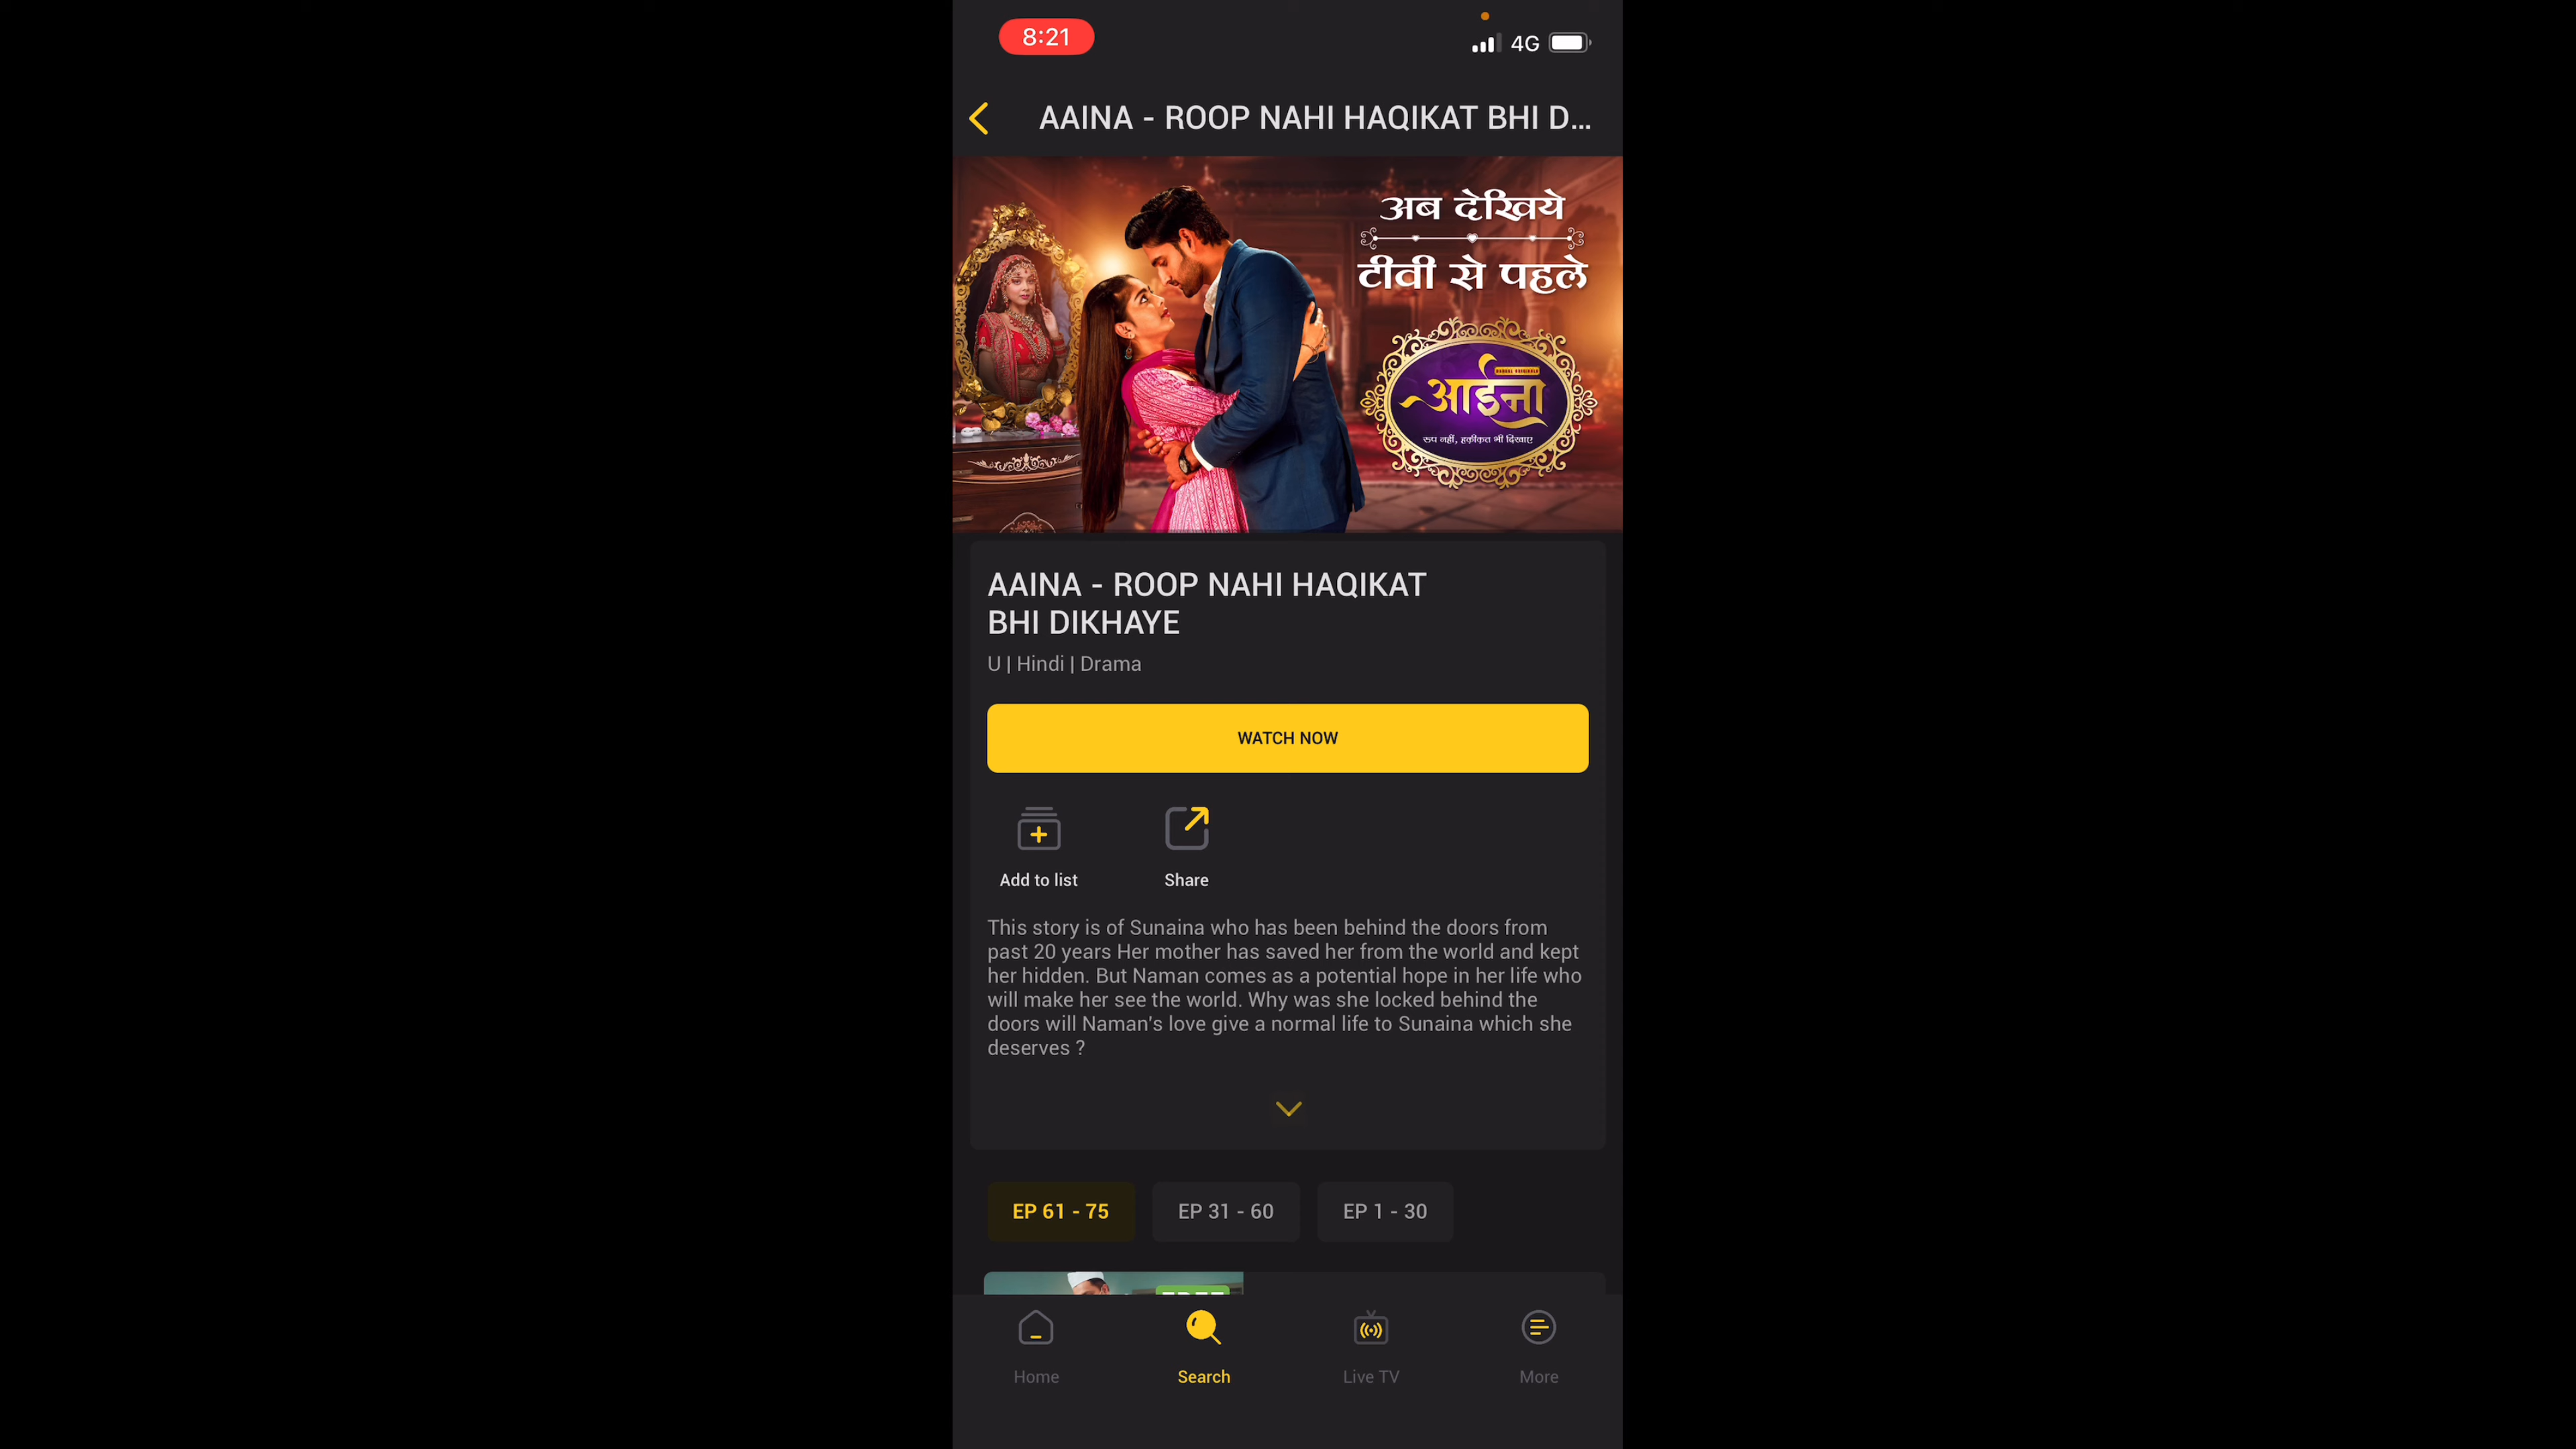 8:21
4G
AAINA - ROOP NAHI HAQIKAT BHI D...
अब देखिये
टीवी से पहले
DANGAL ORIGINALS
आईना
रूप नहीं, हक़ीक़त भी दिखाए
AAINA - ROOP NAHI HAQIKAT
BHI DIKHAYE
U | Hindi | Drama
WATCH NOW
Add to list
Share
This story is of Sunaina who has been behind the doors from
past 20 years Her mother has saved her from the world and kept
her hidden. But Naman comes as a potential hope in her life who
will make her see the world. Why was she locked behind the
doors will Naman's love give a normal life to Sunaina which she
deserves ?
EP 61 - 75
EP 31 - 60
EP 1 - 30
FREE
Home
Search
Live TV
More